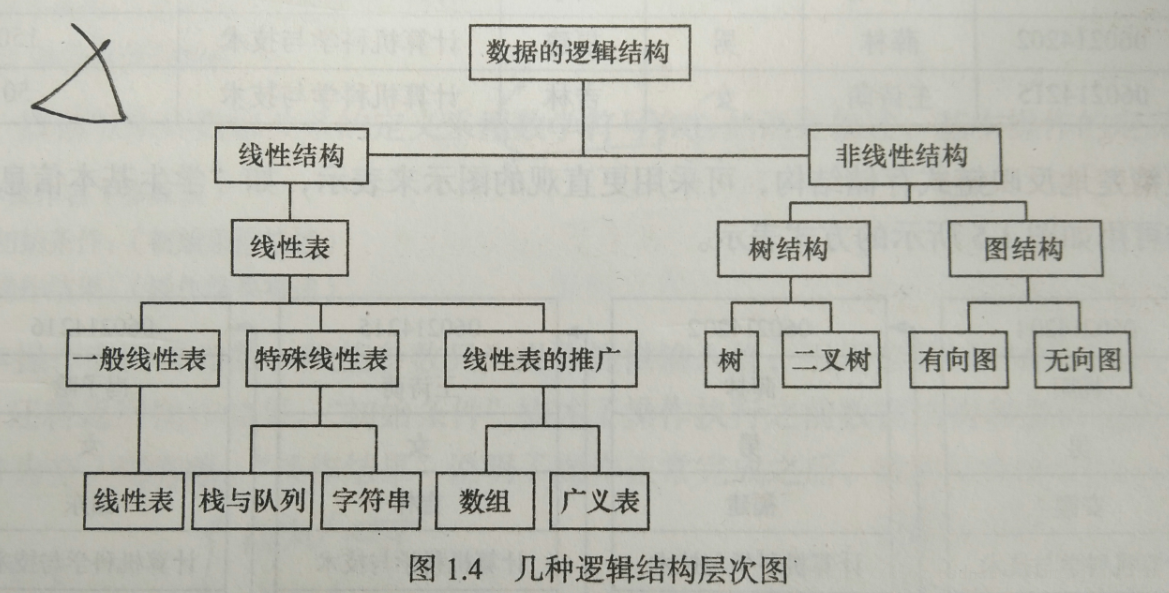 数据的逻辑结构
线性结构 非线性结构
线性表 树结构 图结构
一般线性表 特殊线性表 线性表的推广 树 二叉树 有向图 无向图
线性表 栈与队列 字符串 数组 广义表
图 1.4 几种逻辑结构层次图